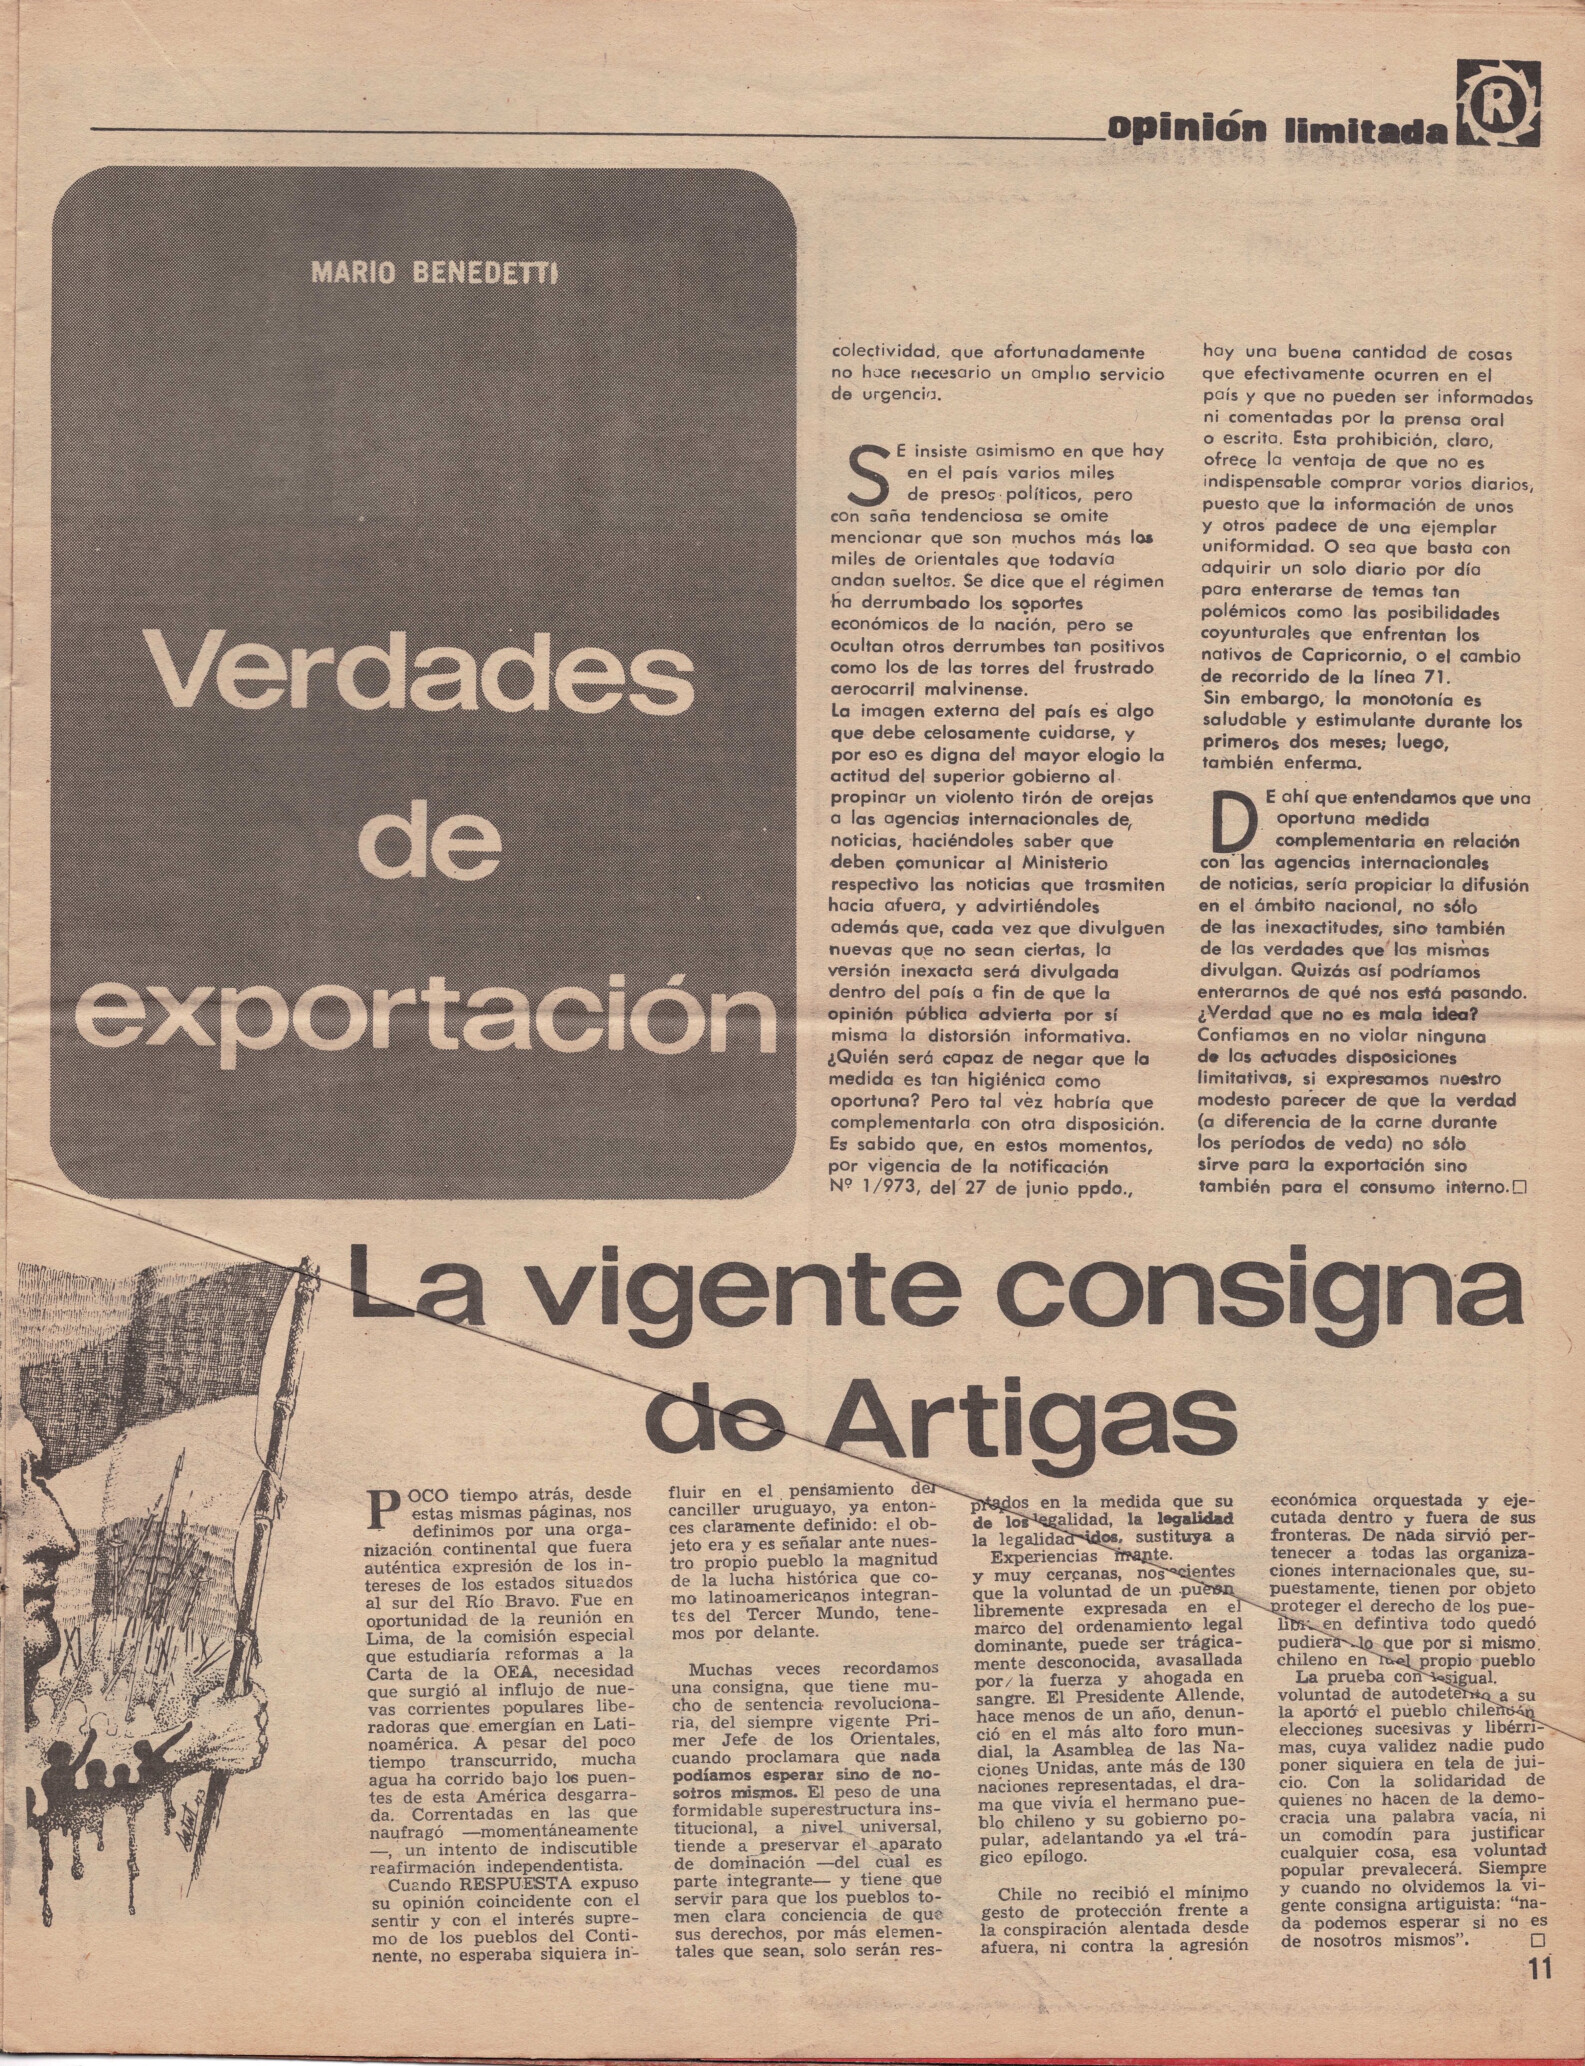 opinión limitada
R
MARIO BENEDETTI
Verdades
de
exportación
colectividad, que afortunadamente
no hace necesario un amplio servicio
de urgencia.
SE insiste asimismo en que hay
en el país varios miles
de presos políticos, pero
con saña tendenciosa se omite
mencionar que son muchos más los
miles de orientales que todavía
andan sueltos. Se dice que el régimen
ha derrumbado los soportes
económicos de la nación, pero se
ocultan otros derrumbes tan positivos
como los de las torres del frustrado
aerocarril malvinense.
La imagen externa del país es algo
que debe celosamente cuidarse, y
por eso es digna del mayor elogio la
actitud del superior gobierno al
propinar un violento tirón de orejas
a las agencias internacionales de,
noticias, haciéndoles saber que
deben comunicar al Ministerio
respectivo las noticias que trasmiten
hacia afuera, y advirtiéndoles
además que, cada vez que divulguen
nuevas que no sean ciertas, la
versión inexacta será divulgada
dentro del país a fin de que la
opinión pública advierta por sí
misma la distorsión informativa.
¿Quién será capaz de negar que la
medida es tan higiénica como
oportuna? Pero tal vez habría que
complementarla con otra disposición.
Es sabido que, en estos momentos,
por vigencia de la notificación
Nº 1/973, del 27 de junio ppdo.,
hay una buena cantidad de cosas
que efectivamente ocurren en el
país y que no pueden ser informadas
ni comentadas por la prensa oral
o escrita. Esta prohibición, claro,
ofrece la ventaja de que no es
indispensable comprar varios diarios,
puesto que la información de unos
y otros padece de una ejemplar
uniformidad. O sea que basta con
adquirir un solo diario por día
para enterarse de temas tan
polémicos como las posibilidades
coyunturales que enfrentan los
nativos de Capricornio, o el cambio
de recorrido de la línea 71.
Sin embargo, la monotonía es
saludable y estimulante durante los
primeros dos meses; luego,
también enferma.
DE ahí que entendamos que una
oportuna medida
complementaria en relación
con las agencias internacionales
de noticias, sería propiciar la difusión
en el ámbito nacional, no sólo
de las inexactitudes, sino también
de las verdades que las mismas
divulgan. Quizás así podríamos
enterarnos de qué nos está pasando.
¿Verdad que no es mala idea?
Confiamos en no violar ninguna
de las actuades disposiciones
limitativas, si expresamos nuestro
modesto parecer de que la verdad
(a diferencia de la carne durante
los períodos de veda) no sólo
sirve para la exportación sino
también para el consumo interno.
La vigente consigna
de Artigas
POCO tiempo atrás, desde
estas mismas páginas, nos
definimos por una orga-
nización continental que fuera
auténtica expresión de los in-
tereses de los estados situados
al sur del Río Bravo. Fue en
oportunidad de la reunión en
Lima, de la comisión especial
que estudiaría reformas a la
Carta de la OEA, necesidad
que surgió al influjo de nue-
vas corrientes populares libe-
radoras que emergían en Lati-
noamérica. A pesar del poco
tiempo transcurrido, mucha
agua ha corrido bajo los puen-
tes de esta América desgarra-
da. Correntadas en las que
naufragó —momentáneamente
—, un intento de indiscutible
reafirmación independentista.
Cuando RESPUESTA expuso
su opinión coincidente con el
sentir y con el interés supre-
mo de los pueblos del Conti-
nente, no esperaba siquiera in-
fluir en el pensamiento del
canciller uruguayo, ya enton-
ces claramente definido: el ob-
jeto era y es señalar ante nues-
tro propio pueblo la magnitud
de la lucha histórica que co-
mo latinoamericanos integran-
tes del Tercer Mundo, tene-
mos por delante.
Muchas veces recordamos
una consigna, que tiene mu-
cho de sentencia revoluciona-
ria, del siempre vigente Pri-
mer Jefe de los Orientales,
cuando proclamara que nada
podíamos esperar sino de no-
sotros mismos. El peso de una
formidable superestructura ins-
titucional, a nivel universal,
tiende a preservar el aparato
de dominación —del cual es
parte integrante— y tiene que
servir para que los pueblos to-
men clara conciencia de que
sus derechos, por más elemen-
tales que sean, solo serán res-
petados en la medida que su
legalidad, la legalidad
de los
la legalidad sustituya a
Experiencias
y muy cercanas,
que la voluntad de un
libremente expresada en el
marco del ordenamiento legal
dominante, puede ser trágica-
mente desconocida, avasallada
por la fuerza y ahogada en
sangre. El Presidente Allende,
hace menos de un año, denun-
ció en el más alto foro mun-
dial, la Asamblea de las Na-
ciones Unidas, ante más de 130
naciones representadas, el dra-
ma que vivía el hermano pue-
blo chileno y su gobierno po-
pular, adelantando ya el trá-
gico epílogo.
Chile no recibió el mínimo
gesto de protección frente a
la conspiración alentada desde
afuera, ni contra la agresión
económica orquestada y eje-
cutada dentro y fuera de sus
fronteras. De nada sirvió per-
tenecer a todas las organiza-
ciones internacionales que, su-
puestamente, tienen por objeto
proteger el derecho de los pue-
en defintiva todo quedó
pudiera lo que por si mismo
chileno en el propio pueblo
La prueba con
voluntad de a su
la aportó el pueblo chileno
elecciones sucesivas y libérri-
mas, cuya validez nadie pudo
poner siquiera en tela de jui-
cio. Con la solidaridad de
quienes no hacen de la demo-
cracia una palabra vacía, ni
un comodín para justificar
cualquier cosa, esa voluntad
popular prevalecerá. Siempre
y cuando no olvidemos la vi-
gente consigna artiguista: "na-
da podemos esperar si no es
de nosotros mismos".
11